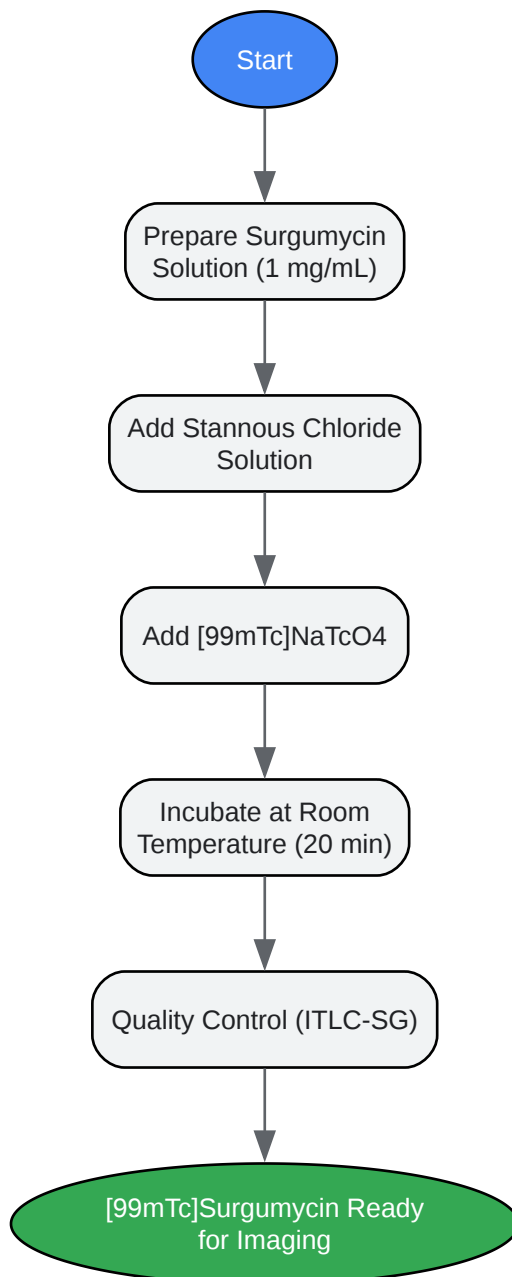 Start
Prepare Surgumycin
Solution (1 mg/mL)
Add Stannous Chloride
Solution
Add [99mTc]NaTcO4
Incubate at Room
Temperature (20 min)
Quality Control (ITLC-SG)
[99mTc]Surgumycin Ready
for Imaging